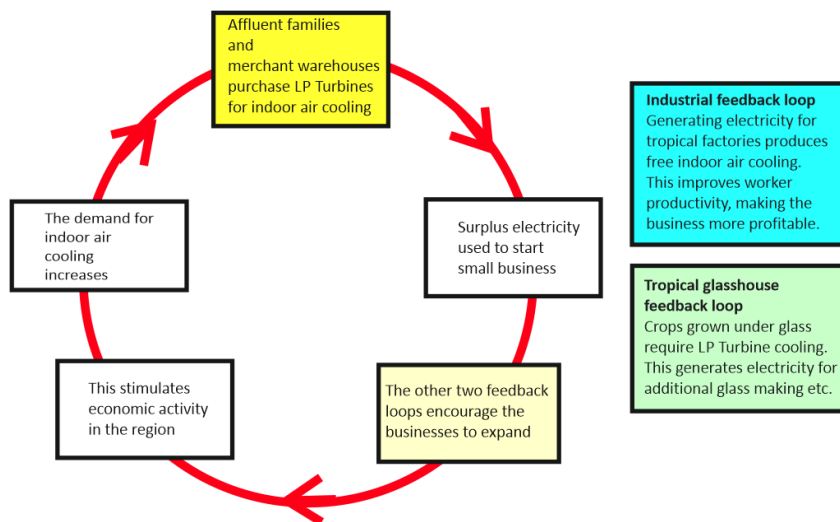 Affluent families
and
merchant warehouses
purchase LP Turbines
for indoor air cooling
Surplus electricity
used to start
small business
The other two feedback
loops encourage the
businesses to expand
This stimulates
economic activity
in the region
The demand for
indoor air
cooling
increases
Industrial feedback loop
Generating electricity for
tropical factories produces
free indoor air cooling.
This improves worker
productivity, making the
business more profitable.
Tropical glasshouse
feedback loop
Crops grown under glass
require LP Turbine cooling.
This generates electricity for
additional glass making etc.